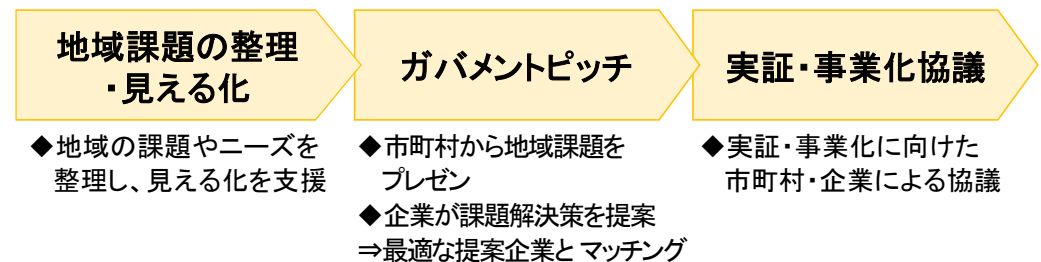 地域課題の整理
・見える化
◆地域の課題やニーズを
整理し、見える化を支援
ガバメントピッチ
◆市町村から地域課題を
プレゼン
◆企業が課題解決策を提案
⇒最適な提案企業とマッチング
実証・事業化協議
◆実証・事業化に向けた
市町村・企業による協議